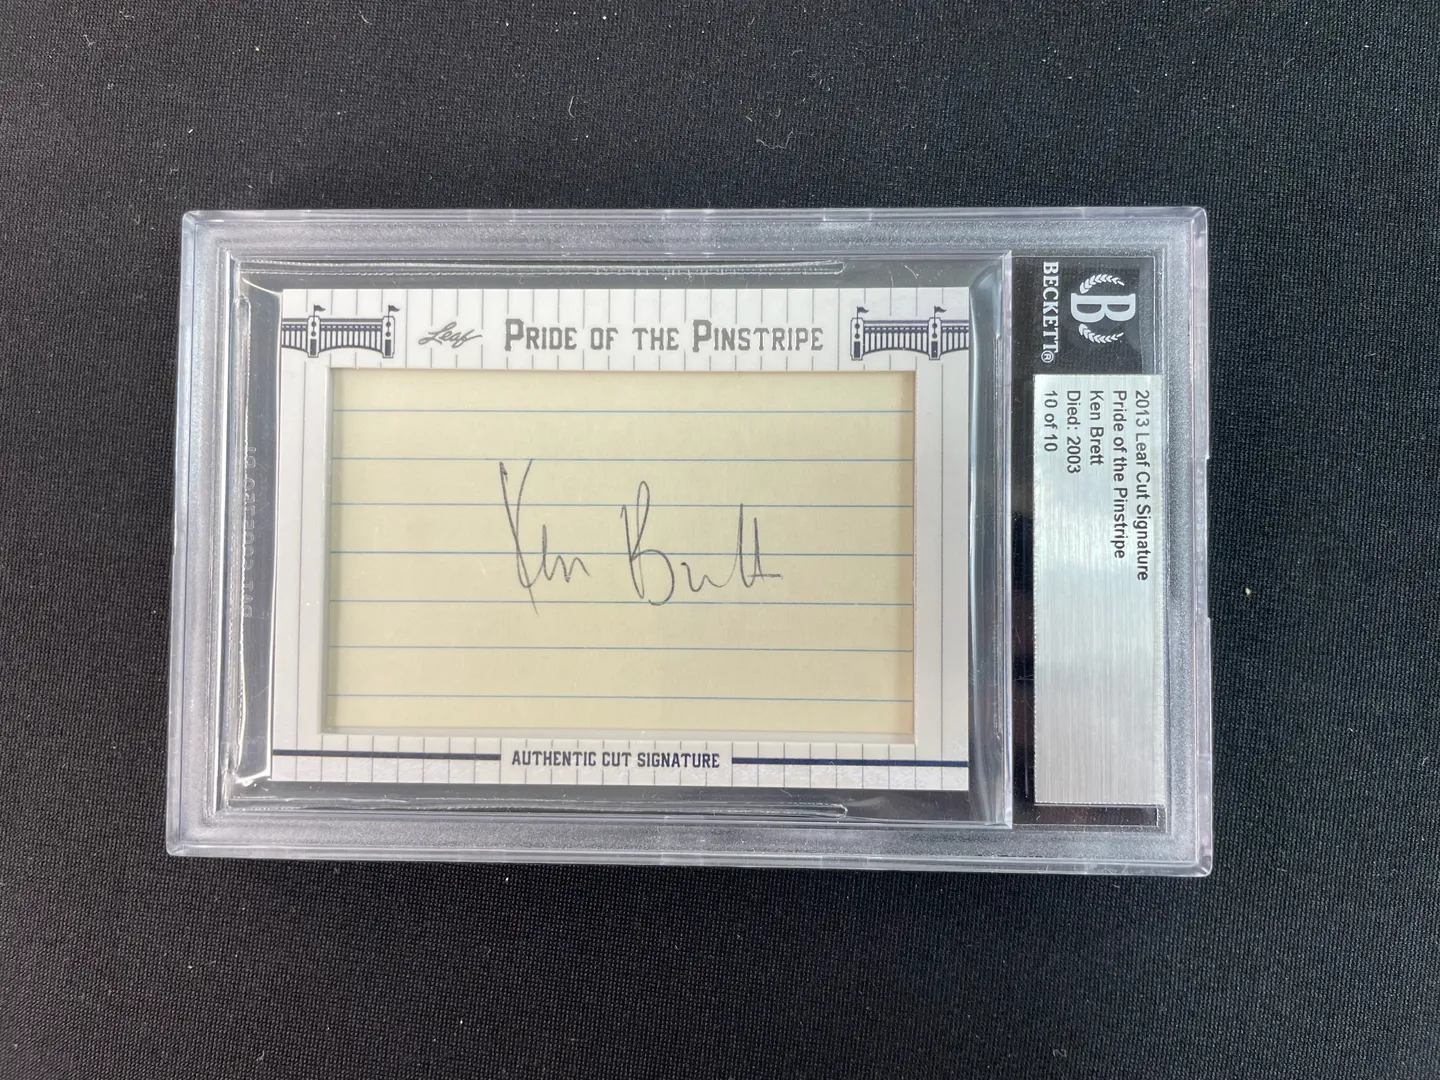 Leaf PRIDE OF THE PINSTRIPE
Ken Brett
AUTHENTIC CUT SIGNATURE
B
BECKETT®
2013 Leaf Cut Signature
Pride of the Pinstripe
Ken Brett
Died: 2003
10 of 10